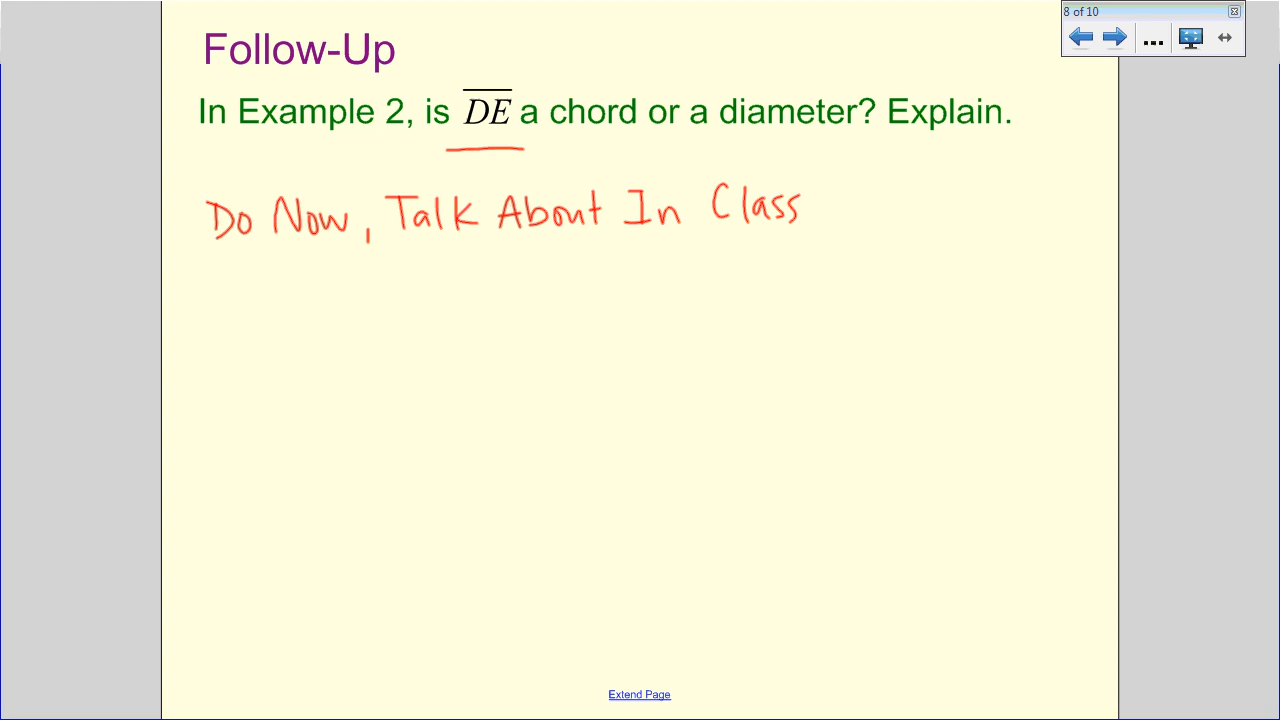 8 of 10
Follow-Up
In Example 2, is DE a chord or a diameter? Explain.
Do Now, Talk About In Class
Extend Page